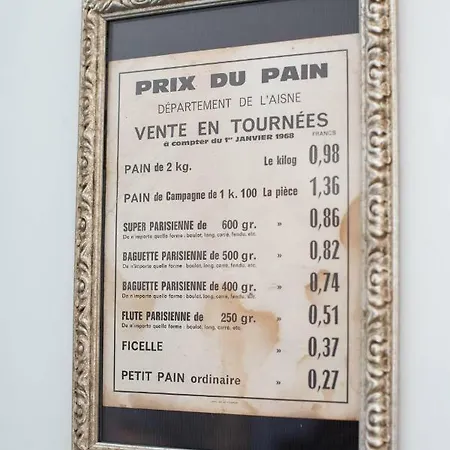 PRIX DU PAIN
DÉPARTEMENT DE L'AISNE
VENTE EN TOURNÉES
à compter du 1er JANVIER 1968 FRANCS
PAIN de 2 kg. Le kilog 0,98
PAIN de Campagne de 1 k. 100 La pièce 1,36
SUPER PARISIENNE de 600 gr. » 0,86
De n'importe quelle forme : boulot, long, carré, fendu, etc.
BAGUETTE PARISIENNE de 500 gr. » 0,82
De n'importe quelle forme : boulot, long, carré, fendu, etc.
BAGUETTE PARISIENNE de 400 gr. » 0,74
De n'importe quelle forme : boulot, long, carré, fendu, etc.
FLUTE PARISIENNE de 250 gr. » 0,51
De n'importe quelle forme : boulot, long, carré, etc.
FICELLE » 0,37
PETIT PAIN ordinaire » 0,27